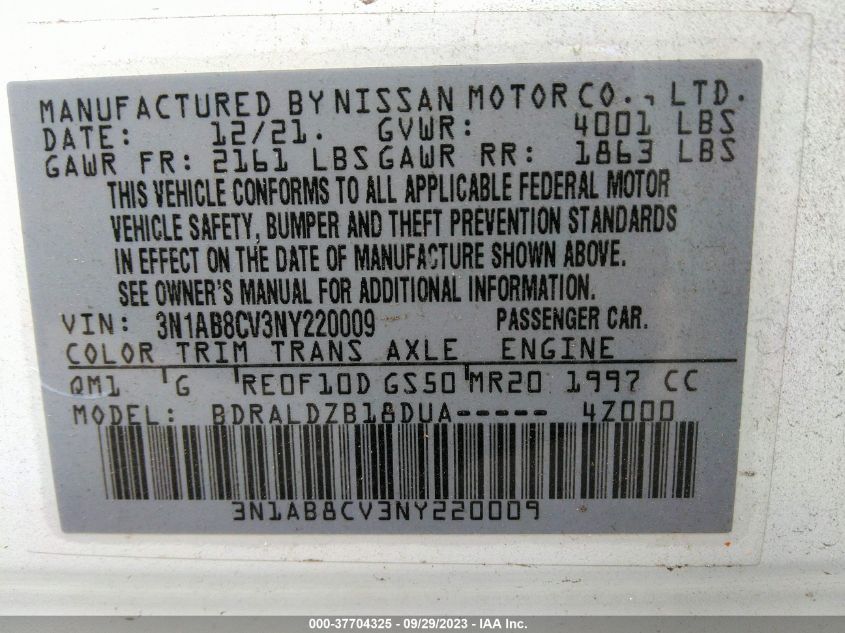 MANUFACTURED BY NISSAN MOTOR CO., LTD.
DATE: 12/21. GVWR: 4001 LBS
GAWR FR: 2161 LBS GAWR RR: 1863 LBS
THIS VEHICLE CONFORMS TO ALL APPLICABLE FEDERAL MOTOR
VEHICLE SAFETY, BUMPER AND THEFT PREVENTION STANDARDS
IN EFFECT ON THE DATE OF MANUFACTURE SHOWN ABOVE.
SEE OWNER'S MANUAL FOR ADDITIONAL INFORMATION.
VIN: 3N1AB8CV3NY220009 PASSENGER CAR.
COLOR TRIM TRANS AXLE ENGINE
QM1 G RE0F10D GS50 MR20 1997 CC
MODEL: BDRALDZB18DUA----- 4Z000
3N1AB8CV3NY220009
000-37704325 - 09/29/2023 - IAA Inc.